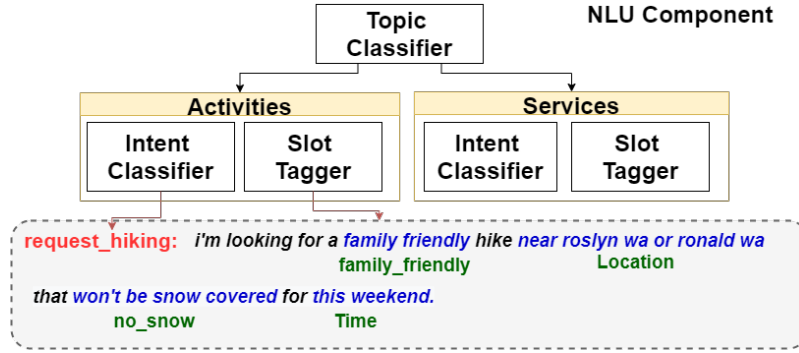 NLU Component
Topic
Classifier
Activities
Services
Intent
Classifier
Slot
Tagger
Intent
Classifier
Slot
Tagger
request_hiking: i'm looking for a family friendly hike near roslyn wa or ronald wa
family_friendly
Location
that won't be snow covered for this weekend.
no_snow
Time